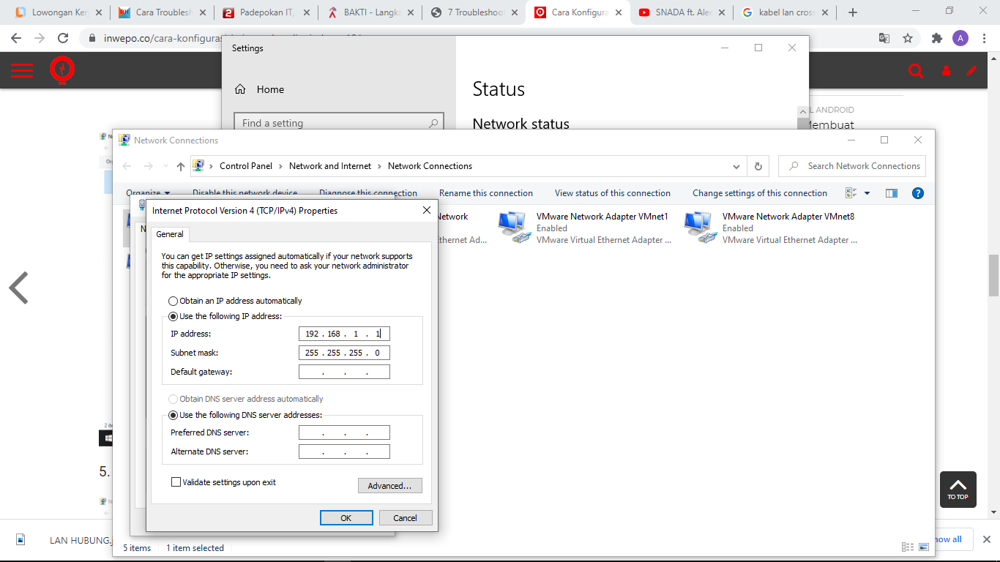 Lowongan Kerj
Cara Troublesh
Padepokan IT,
BAKTI - Langka
7 Troubleshoot
Cara Konfigura
SNADA ft. Alee
kabel lan cross
inwepo.co/cara-konfiguras
A
Settings
Home
Find a setting
Status
Network status
L ANDROID
Membuat
Network Connections
Control Panel > Network and Internet > Network Connections
Search Network Connections
Organize
Disable this network device
Diagnose this connection
Rename this connection
View status of this connection
Change settings of this connection
Network
thernet Ad...
VMware Network Adapter VMnet1
Enabled
VMware Virtual Ethernet Adapter ...
VMware Network Adapter VMnet8
Enabled
VMware Virtual Ethernet Adapter ...
Internet Protocol Version 4 (TCP/IPv4) Properties
General
You can get IP settings assigned automatically if your network supports
this capability. Otherwise, you need to ask your network administrator
for the appropriate IP settings.
Obtain an IP address automatically
Use the following IP address:
IP address: 192 . 168 . 1 . 1
Subnet mask: 255 . 255 . 255 . 0
Default gateway: . . .
Obtain DNS server address automatically
Use the following DNS server addresses:
Preferred DNS server: . . .
Alternate DNS server: . . .
Validate settings upon exit
Advanced...
OK
Cancel
5.
TO TOP
LAN HUBUNG.j
how all
5 items
1 item selected